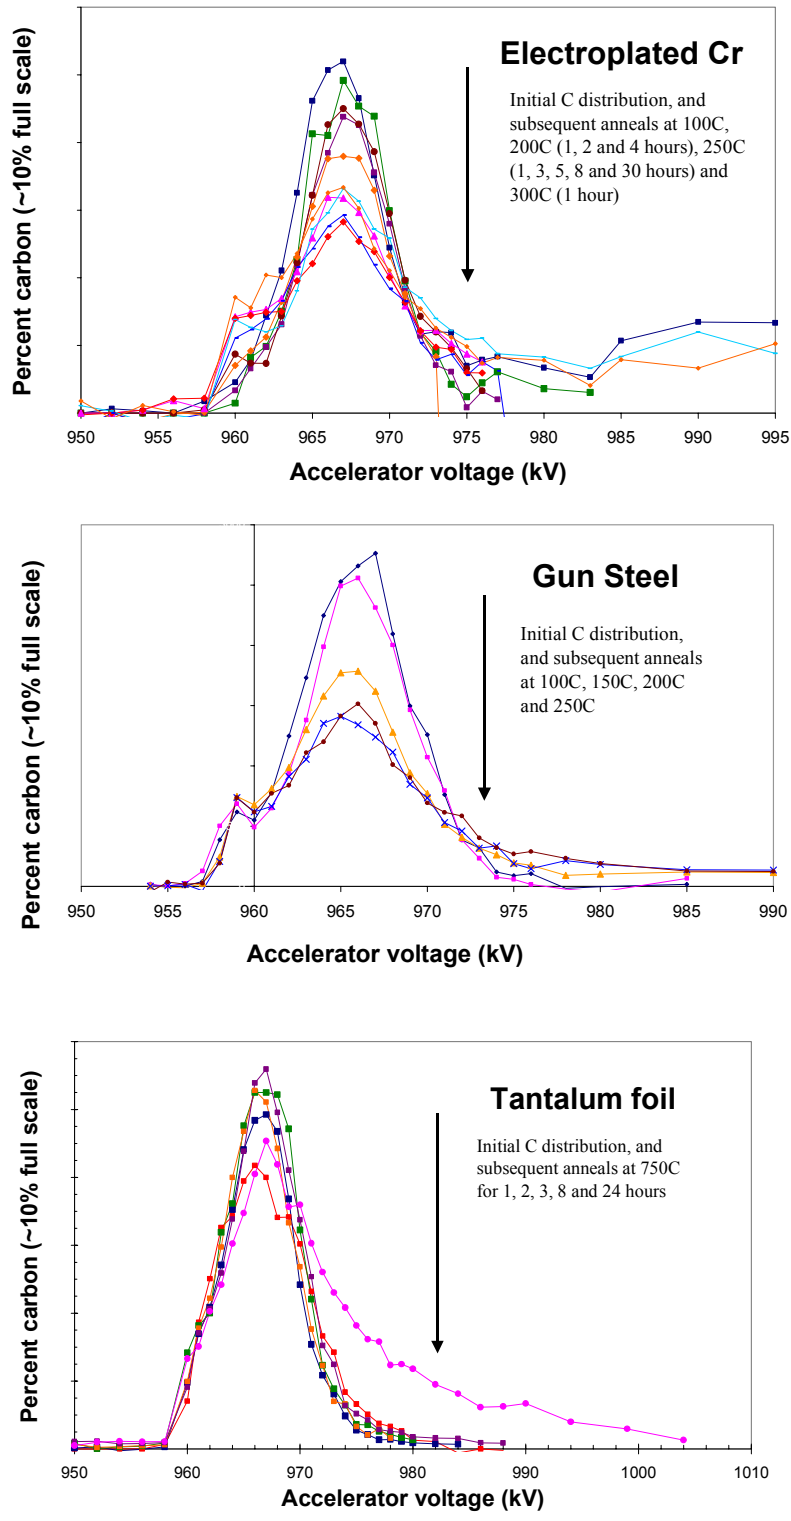 Electroplated Cr
Initial C distribution, and
subsequent anneals at 100C,
200C (1, 2 and 4 hours), 250C
(1, 3, 5, 8 and 30 hours) and
300C (1 hour)
Percent carbon (~10% full scale)
950 955 960 965 970 975 980 985 990 995
Accelerator voltage (kV)
Gun Steel
Initial C distribution,
and subsequent anneals
at 100C, 150C, 200C
and 250C
Percent carbon (~10% full scale)
950 955 960 965 970 975 980 985 990
Accelerator voltage (kV)
Tantalum foil
Initial C distribution, and
subsequent anneals at 750C
for 1, 2, 3, 8 and 24 hours
Percent carbon (~10% full scale)
950 960 970 980 990 1000 1010
Accelerator voltage (kV)